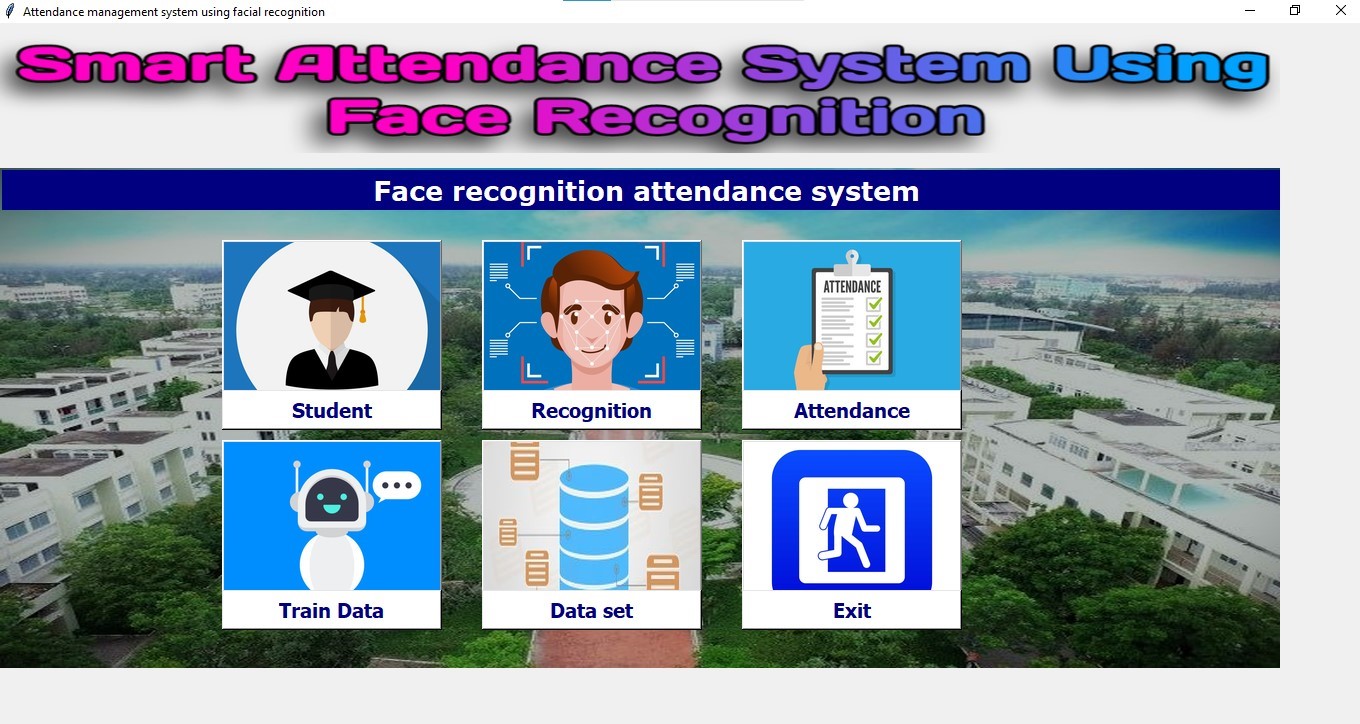 Attendance management system using facial recognition
Smart Attendance System Using
Face Recognition
Face recognition attendance system
ATTENDANCE
Student
Recognition
Attendance
Train Data
Data set
Exit